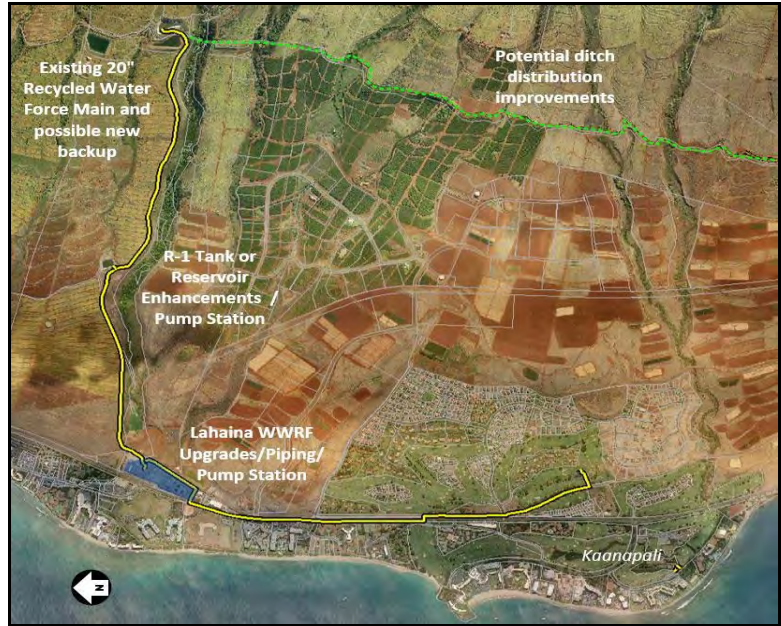 Existing 20"
Recycled Water
Force Main and
possible new
backup
Potential ditch
distribution
improvements
R-1 Tank or
Reservoir
Enhancements
Pump Station
Lahaina WWRF
Upgrades/Piping/
Pump Station
Kaanapali
N